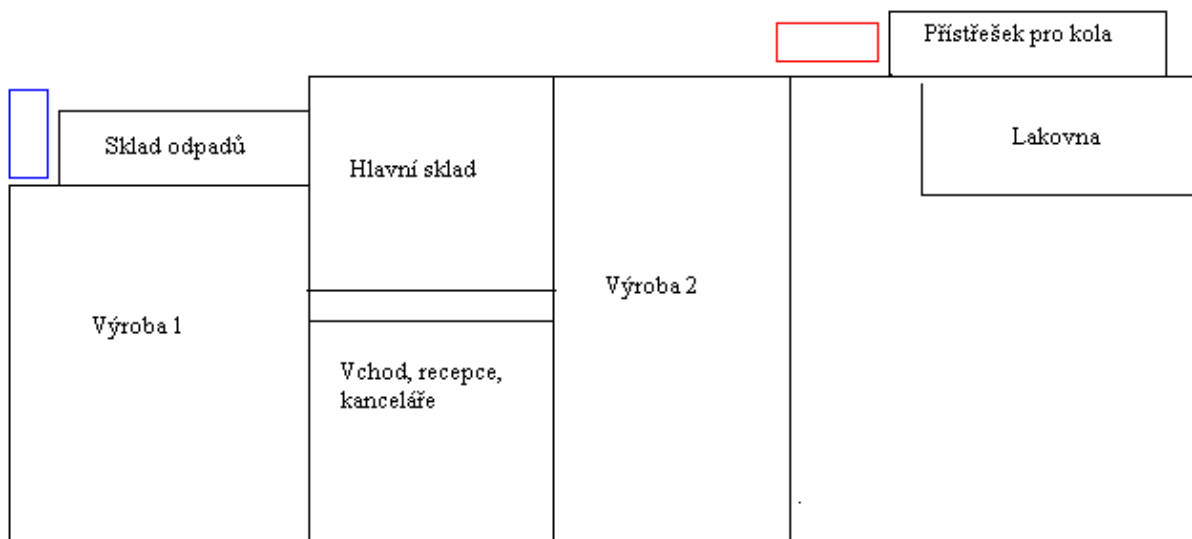 Přístřešek pro kola
Sklad odpadů
Lakovna
Hlavní sklad
Výroba 2
Výroba 1
Vchod, recepce,
kanceláře